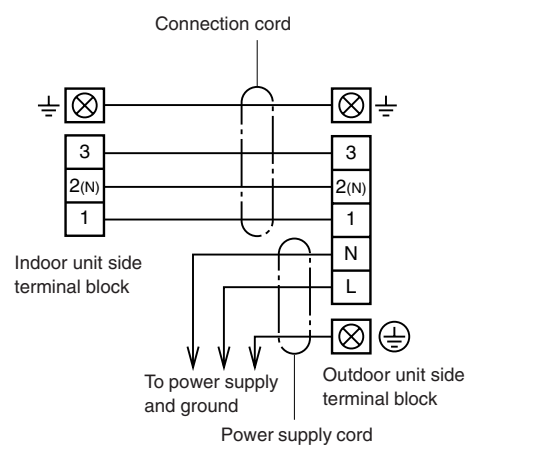 Connection cord
3
3
2(N)
2(N)
1
1
N
L
Indoor unit side
terminal block
To power supply
and ground
Outdoor unit side
terminal block
Power supply cord